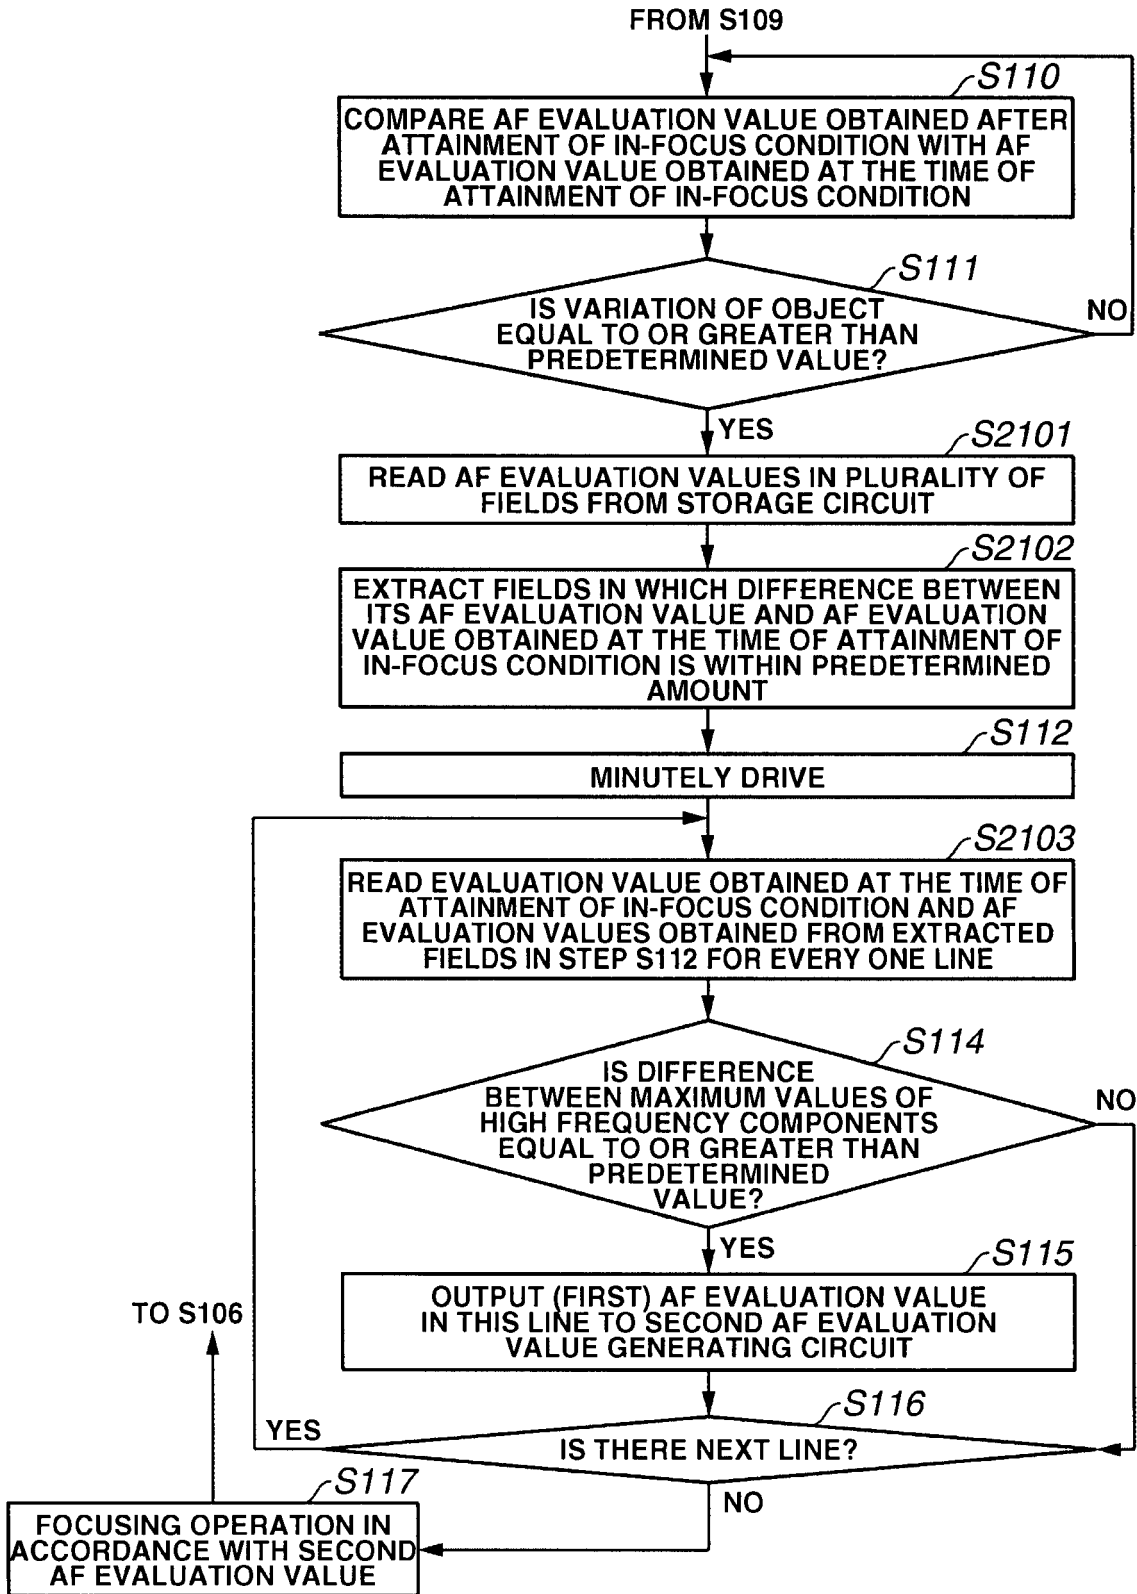 FROM S109
S110
COMPARE AF EVALUATION VALUE OBTAINED AFTER
ATTAINMENT OF IN-FOCUS CONDITION WITH AF
EVALUATION VALUE OBTAINED AT THE TIME OF
ATTAINMENT OF IN-FOCUS CONDITION
S111
IS VARIATION OF OBJECT
EQUAL TO OR GREATER THAN
PREDETERMINED VALUE?
NO
YES
S2101
READ AF EVALUATION VALUES IN PLURALITY OF
FIELDS FROM STORAGE CIRCUIT
S2102
EXTRACT FIELDS IN WHICH DIFFERENCE BETWEEN
ITS AF EVALUATION VALUE AND AF EVALUATION
VALUE OBTAINED AT THE TIME OF ATTAINMENT OF
IN-FOCUS CONDITION IS WITHIN PREDETERMINED
AMOUNT
S112
MINUTELY DRIVE
S2103
READ EVALUATION VALUE OBTAINED AT THE TIME OF
ATTAINMENT OF IN-FOCUS CONDITION AND AF
EVALUATION VALUES OBTAINED FROM EXTRACTED
FIELDS IN STEP S112 FOR EVERY ONE LINE
S114
IS DIFFERENCE
BETWEEN MAXIMUM VALUES OF
HIGH FREQUENCY COMPONENTS
EQUAL TO OR GREATER THAN
PREDETERMINED
VALUE?
NO
YES
S115
OUTPUT (FIRST) AF EVALUATION VALUE
IN THIS LINE TO SECOND AF EVALUATION
VALUE GENERATING CIRCUIT
TO S106
S116
IS THERE NEXT LINE?
YES
NO
S117
FOCUSING OPERATION IN
ACCORDANCE WITH SECOND
AF EVALUATION VALUE